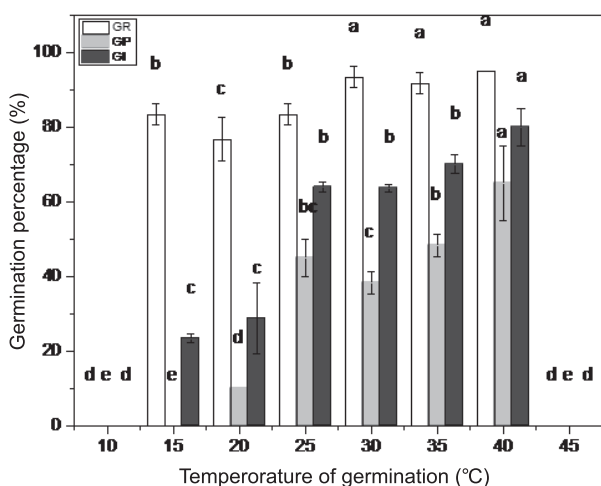 GR
GP
GI
100
80
60
40
20
0
Germination percentage (%)
b
c
b
a
a
a
a
b
b
b
a
bc
b
c
c
c
d
e
d e d
d e d
10 15 20 25 30 35 40 45
Temperorature of germination (°C)